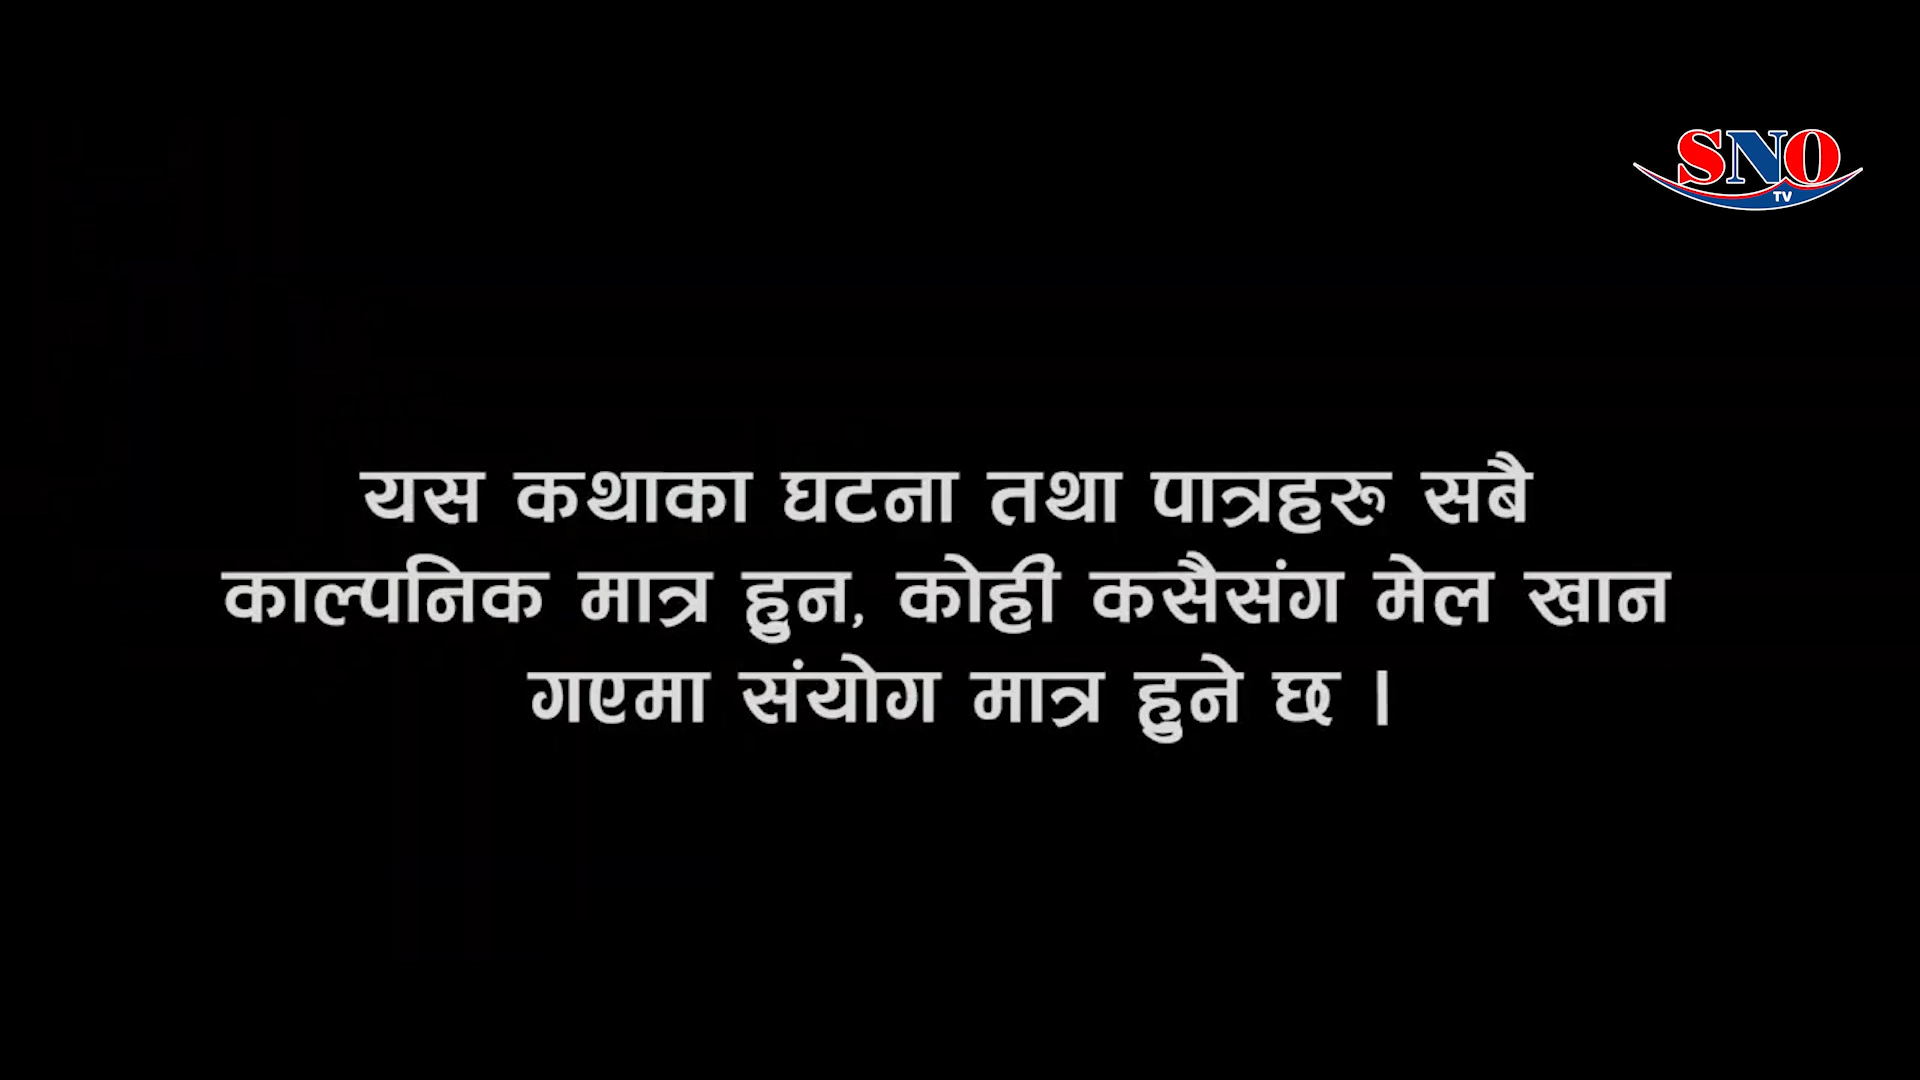 SNO
TV
यस कथाका घटना तथा पात्रहरु सबै
काल्पनिक मात्र हुन, कोही कसैसंग मेल खान
गएमा संयोग मात्र हुने छ ।